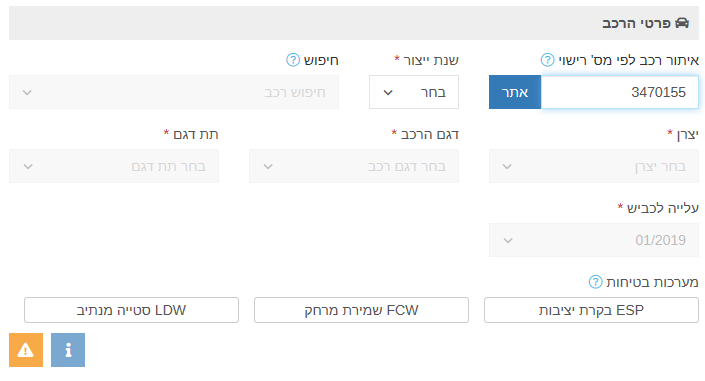 פרטי הרכב
איתור רכב לפי מס' רישוי
שנת ייצור *
חיפוש
3470155
אתר
בחר
חיפוש רכב
יצרן *
דגם הרכב *
תת דגם *
בחר יצרן
בחר דגם רכב
בחר תת דגם
עלייה לכביש *
01/2019
מערכות בטיחות
ESP בקרת יציבות
FCW שמירת מרחק
LDW סטייה מנתיב